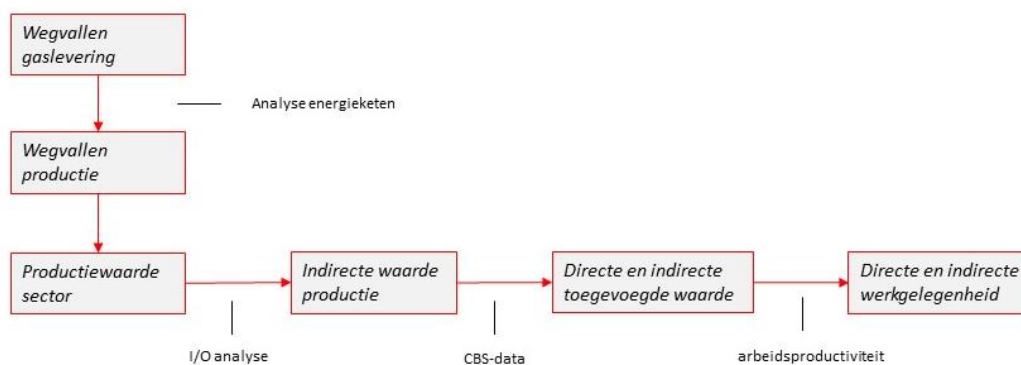 Wegvallen
gaslevering
Analyse energieketen
Wegvallen
productie
Productiewaarde
sector
Indirecte waarde
productie
Directe en indirecte
toegevoegde waarde
Directe en indirecte
werkgelegenheid
I/O analyse
CBS-data
arbeidsproductiviteit